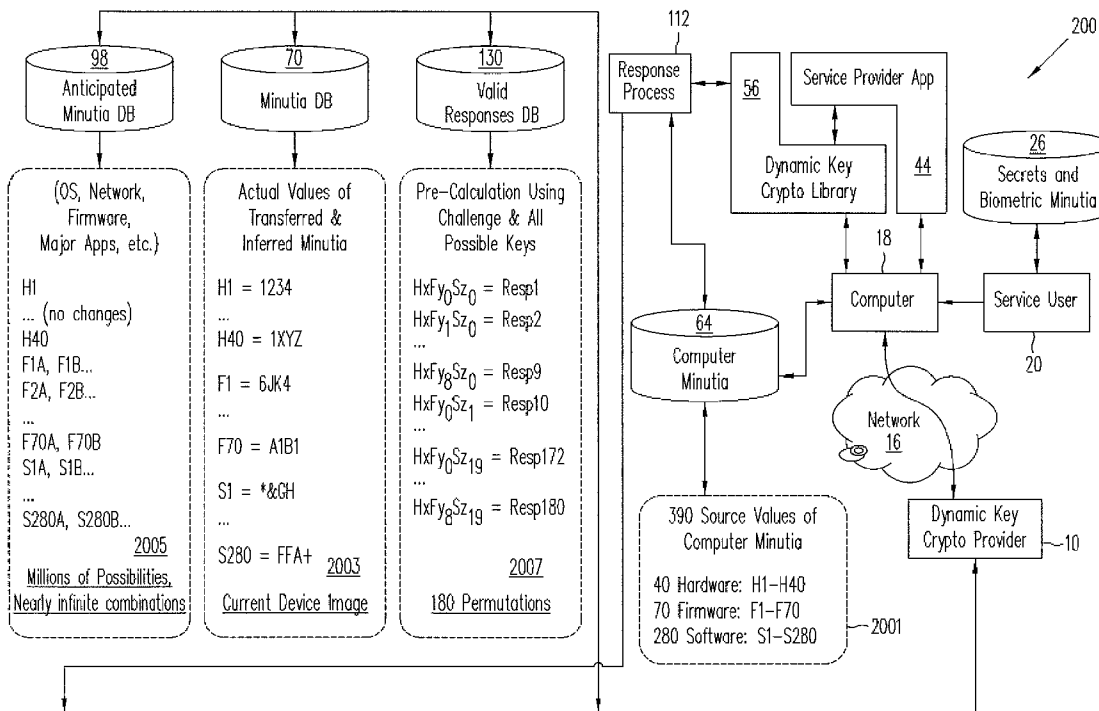 98
Anticipated
Minutia DB
70
Minutia DB
130
Valid
Responses DB
(OS, Network,
Firmware,
Major Apps, etc.}
H1
... (no changes)
H40
F1A, F1B...
F2A, F2B...
...
F70A, F70B
S1A, S1B...
...
S280A, S280B...
2005
Millions of Possibilities,
Nearly infinite combinations
Actual Values of
Transferred &
Inferred Minutia
H1 = 1234
...
H40 = 1XYZ
F1 = 6JK4
...
F70 = A1B1
S1 = *&GH
...
S280 = FFA+
2003
Current Device Image
Pre-Calculation Using
Challenge & All
Possible Keys
HxFy0Sz0 = Resp1
HxFy1Sz0 = Resp2
...
HxFy8Sz0 = Resp9
HxFy0Sz1 = Resp10
...
HxFy0Sz19 = Resp172
...
HxFy8Sz19 = Resp180
2007
180 Permutations
112
Response
Process
56
Dynamic Key
Crypto Library
Service Provider App
44
200
26
Secrets and
Biometric Minutia
18
Computer
Service User
20
64
Computer
Minutia
Network
16
Dynamic Key
Crypto Provider
10
390 Source Values of
Computer Minutia
40 Hardware: H1-H40
70 Firmware: F1-F70
280 Software: S1-S280
2001